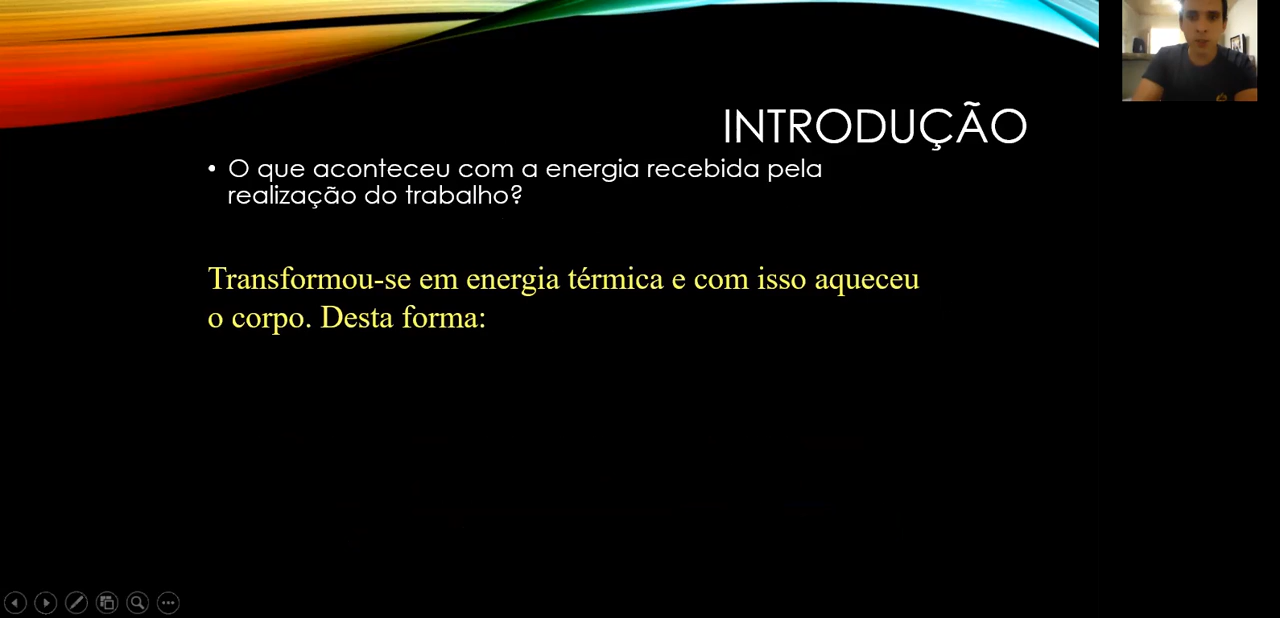 INTRODUÇÃO
• O que aconteceu com a energia recebida pela
realização do trabalho?
Transformou-se em energia térmica e com isso aqueceu
o corpo. Desta forma: